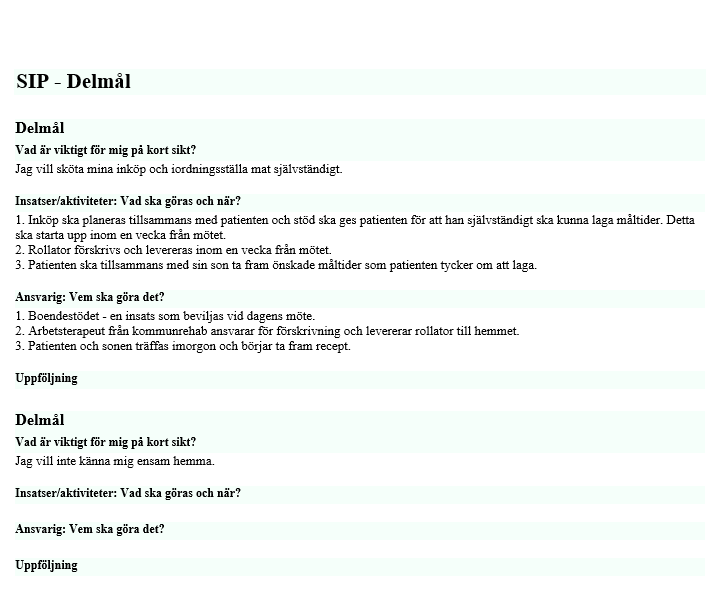 SIP - Delmål
Delmål
Vad är viktigt för mig på kort sikt?
Jag vill sköta mina inköp och iordningsställa mat självständigt.
Insatser/aktiviteter: Vad ska göras och när?
1. Inköp ska planeras tillsammans med patienten och stöd ska ges patienten för att han självständigt ska kunna laga måltider. Detta
ska starta upp inom en vecka från mötet.
2. Rollator förskrivs och levereras inom en vecka från mötet.
3. Patienten ska tillsammans med sin son ta fram önskade måltider som patienten tycker om att laga.
Ansvarig: Vem ska göra det?
1. Boendestödet - en insats som beviljas vid dagens möte.
2. Arbetsterapeut från kommunrehab ansvarar för förskrivning och levererar rollator till hemmet.
3. Patienten och sonen träffas imorgon och börjar ta fram recept.
Uppföljning
Delmål
Vad är viktigt för mig på kort sikt?
Jag vill inte känna mig ensam hemma.
Insatser/aktiviteter: Vad ska göras och när?
Ansvarig: Vem ska göra det?
Uppföljning